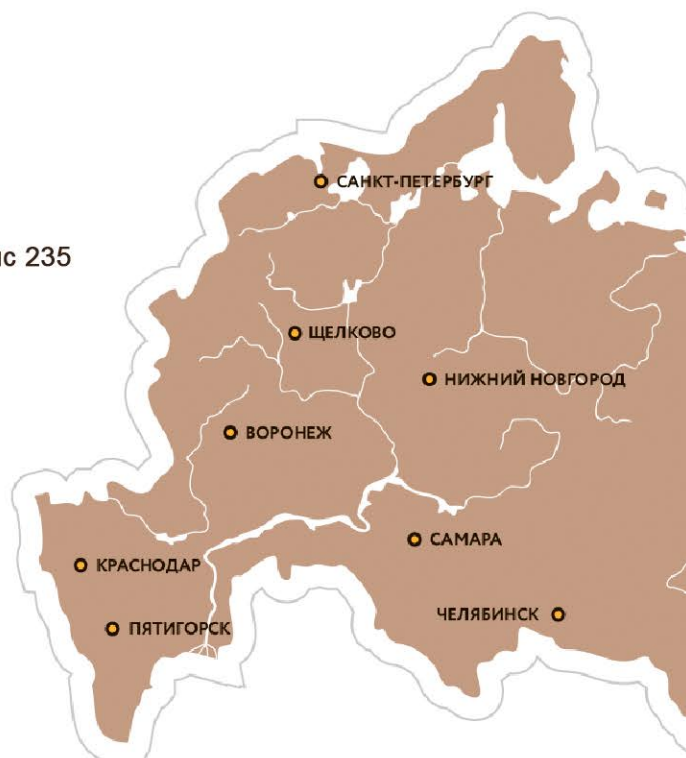 САНКТ-ПЕТЕРБУРГ
235
ЩЕЛКОВО
НИЖНИЙ НОВГОРОД
ВОРОНЕЖ
САМАРА
КРАСНОДАР
ЧЕЛЯБИНСК
ПЯТИГОРСК